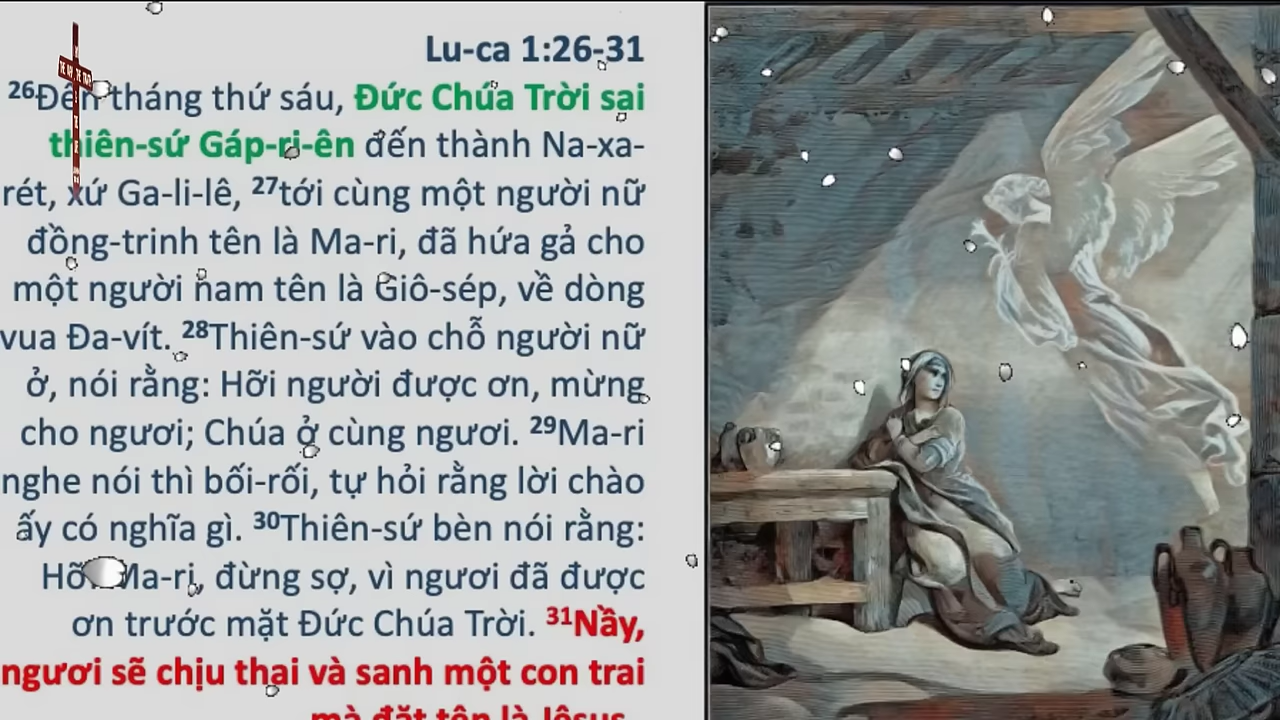 Lu-ca 1:26-31
26Đến tháng thứ sáu, Đức Chúa Trời sai
thiên-sứ Gáp-ri-ên đến thành Na-xa-
rét, xứ Ga-li-lê, 27tới cùng một người nữ
đồng-trinh tên là Ma-ri, đã hứa gả cho
một người nam tên là Giô-sép, về dòng
vua Đa-vít. 28Thiên-sứ vào chỗ người nữ
ở, nói rằng: Hỡi người được ơn, mừng
cho ngươi; Chúa ở cùng ngươi. 29Ma-ri
nghe nói thì bối-rối, tự hỏi rằng lời chào
ấy có nghĩa gì. 30Thiên-sứ bèn nói rằng:
Hỡi Ma-ri, đừng sợ, vì ngươi đã được
ơn trước mặt Đức Chúa Trời. 31Nầy,
ngươi sẽ chịu thai và sanh một con trai
mà đặt tên là Jêsus.